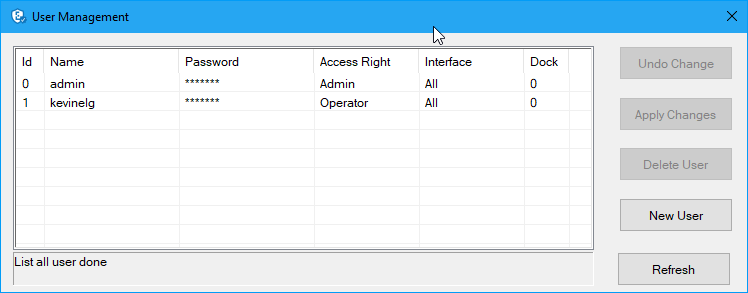 User Management
Id Name Password Access Right Interface Dock
0 admin ******* Admin All 0
1 kevinelg ******* Operator All 0
Undo Change
Apply Changes
Delete User
New User
List all user done
Refresh